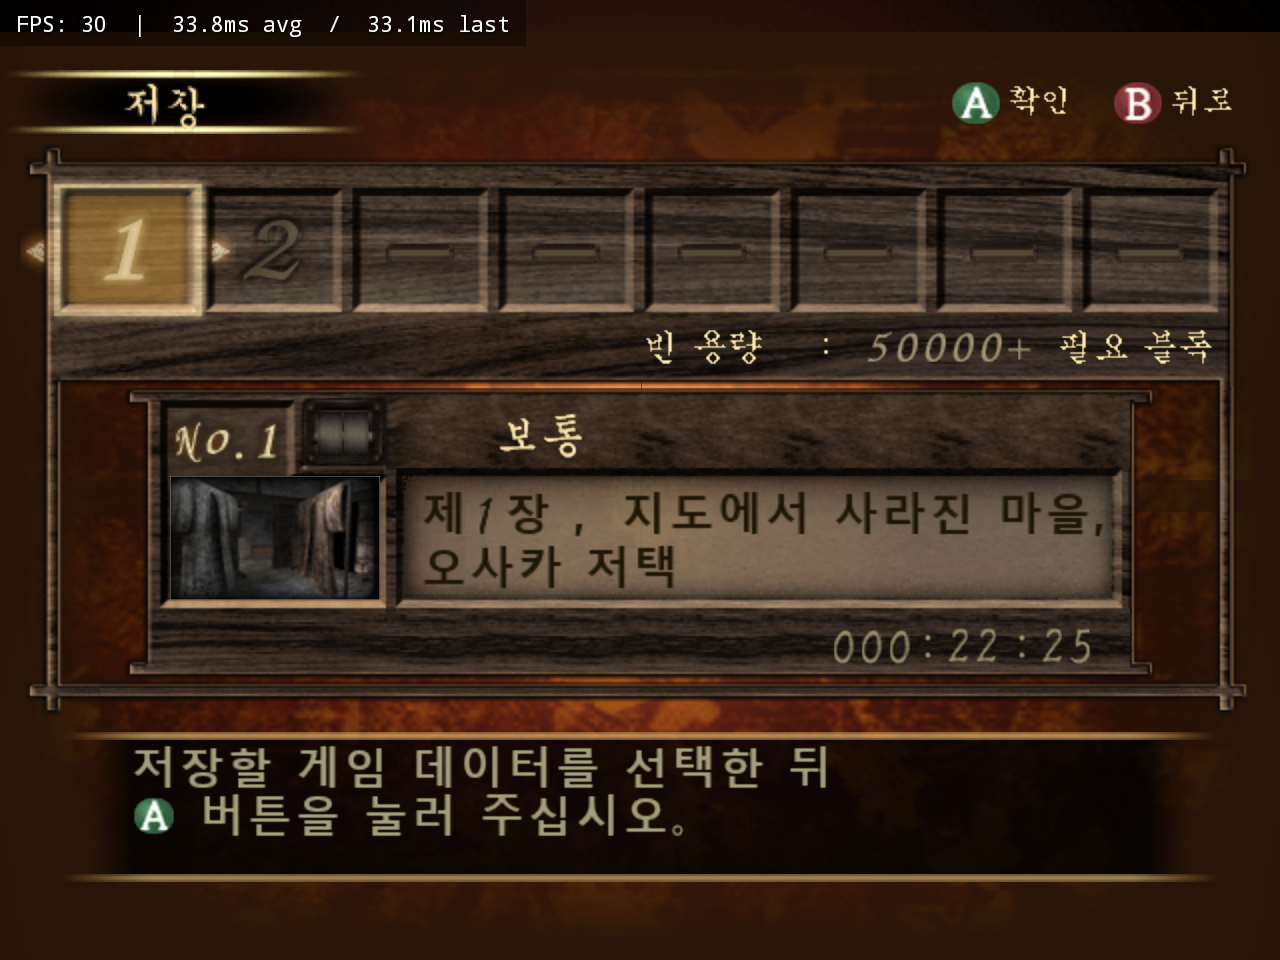 FPS: 30 | 33.8ms avg / 33.1ms last
저장
A 확인 B 뒤로
1 2
빈 용량 : 50000+ 필요 블록
No.1 보통
제1장, 지도에서 사라진 마을,
오사카 저택
000:22:25
저장할 게임 데이터를 선택한 뒤
A 버튼을 눌러 주십시오。